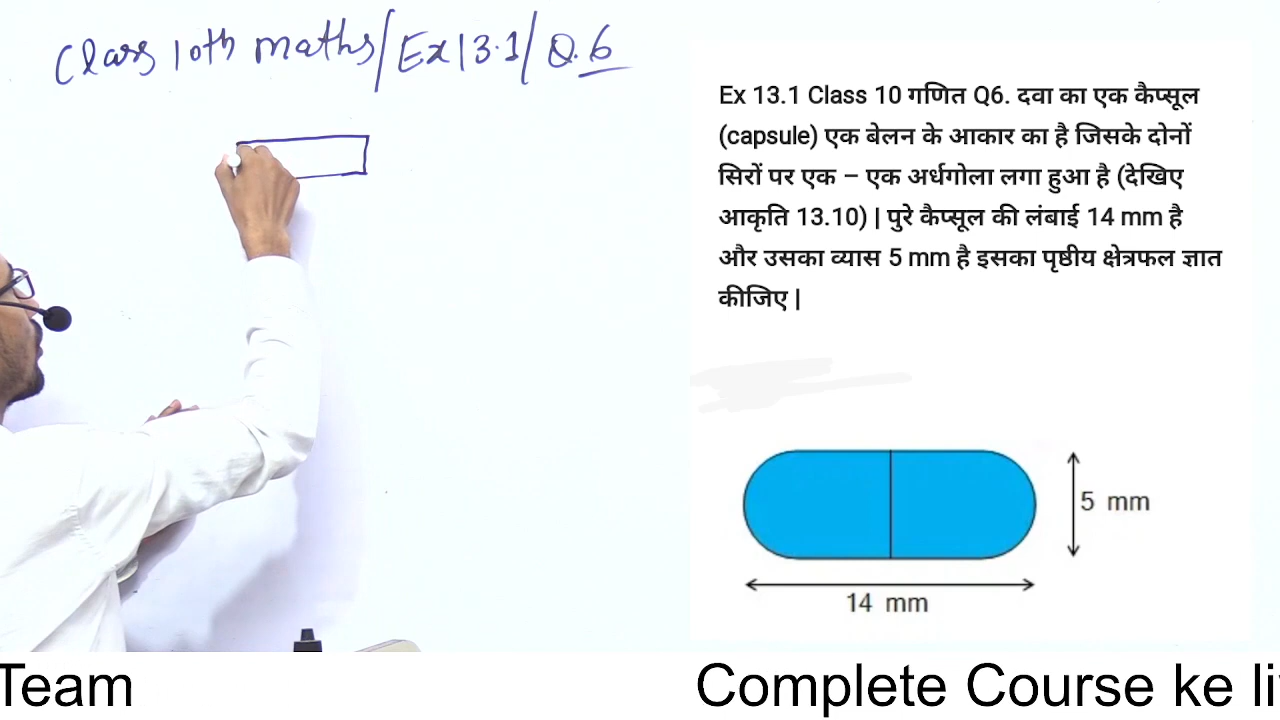 Class 10th maths/Ex 13.1/Q.6
Ex 13.1 Class 10 गणित Q6. दवा का एक कैप्सूल
(capsule) एक बेलन के आकार का है जिसके दोनों
सिरों पर एक – एक अर्धगोला लगा हुआ है (देखिए
आकृति 13.10) | पुरे कैप्सूल की लंबाई 14 mm है
और उसका व्यास 5 mm है इसका पृष्ठीय क्षेत्रफल ज्ञात
कीजिए |
5 mm
14 mm
Team
Complete Course ke li